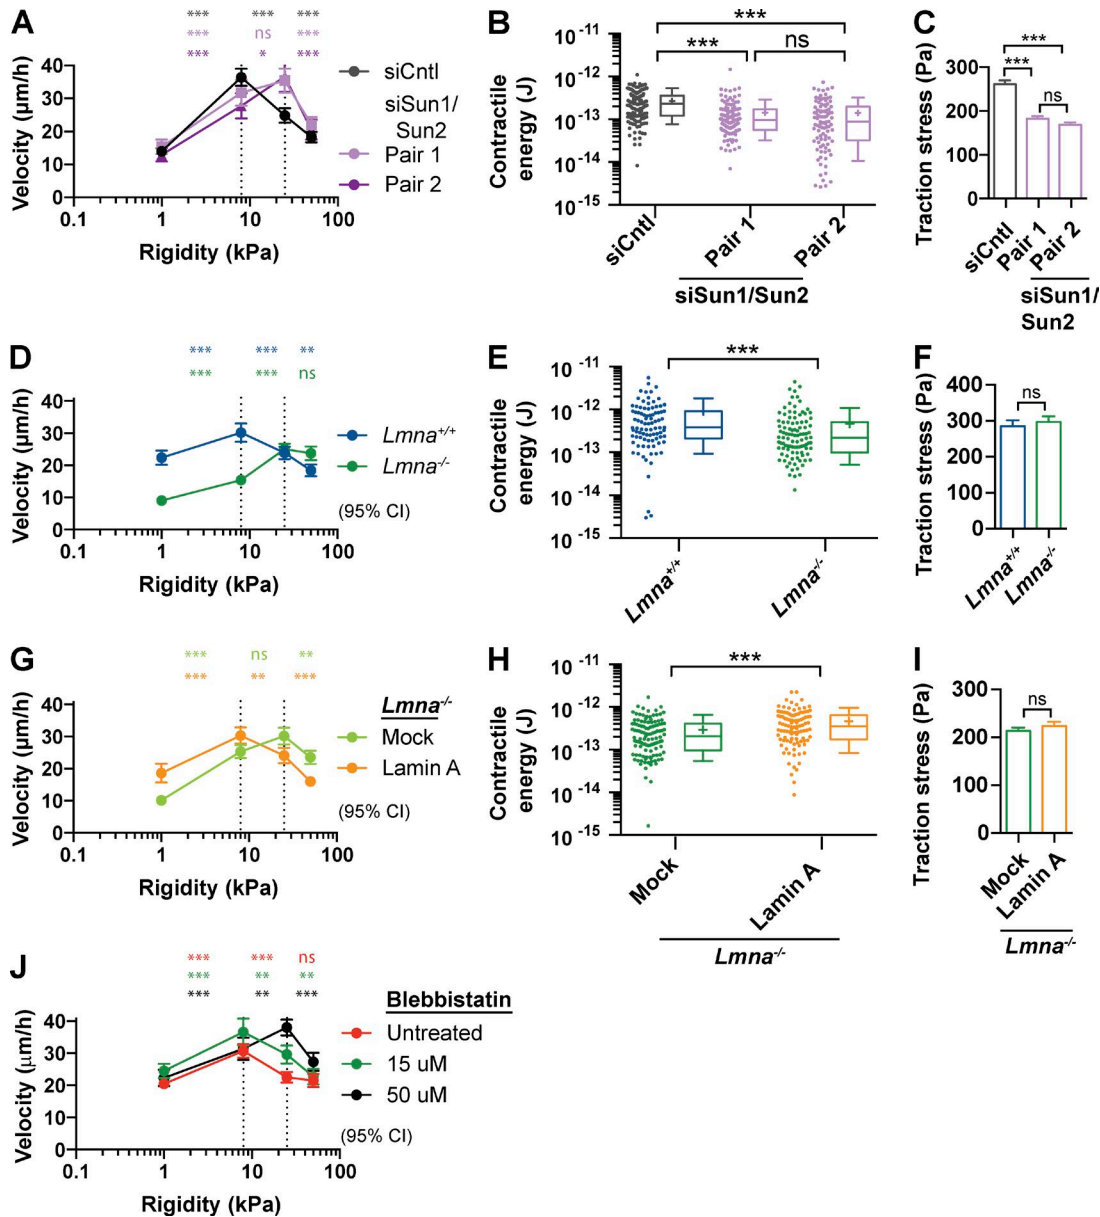 A
*** *** ***
*** ns ***
*** * ***
Velocity (µm/h)
40
30
20
10
0
0.1 1 10 100
Rigidity (kPa)
siCntl
siSun1/
Sun2
Pair 1
Pair 2
B
Contractile
energy (J)
10-11
10-12
10-13
10-14
10-15
***
*** ns
siCntl
Pair 1
Pair 2
siSun1/Sun2
C
Traction stress (Pa)
300
200
100
0
***
***
ns
siCntl
Pair 1
Pair 2
siSun1/
Sun2
D
*** *** **
*** *** ns
Velocity (µm/h)
40
30
20
10
0
0.1 1 10 100
Rigidity (kPa)
Lmna+/+
Lmna-/-
(95% CI)
E
Contractile
energy (J)
10-11
10-12
10-13
10-14
10-15
***
Lmna+/+
Lmna-/-
F
Traction stress (Pa)
400
300
200
100
0
ns
Lmna+/+
Lmna-/-
G
*** ns **
*** ** ***
Velocity (µm/h)
40
30
20
10
0
0.1 1 10 100
Rigidity (kPa)
Lmna-/-
Mock
Lamin A
(95% CI)
H
Contractile
energy (J)
10-11
10-12
10-13
10-14
10-15
***
Mock
Lamin A
Lmna-/-
I
Traction stress (Pa)
300
200
100
0
ns
Mock
Lamin A
Lmna-/-
J
*** *** ns
*** ** **
*** ** ***
Velocity (µm/h)
40
30
20
10
0
0.1 1 10 100
Rigidity (kPa)
Blebbistatin
Untreated
15 uM
50 uM
(95% CI)